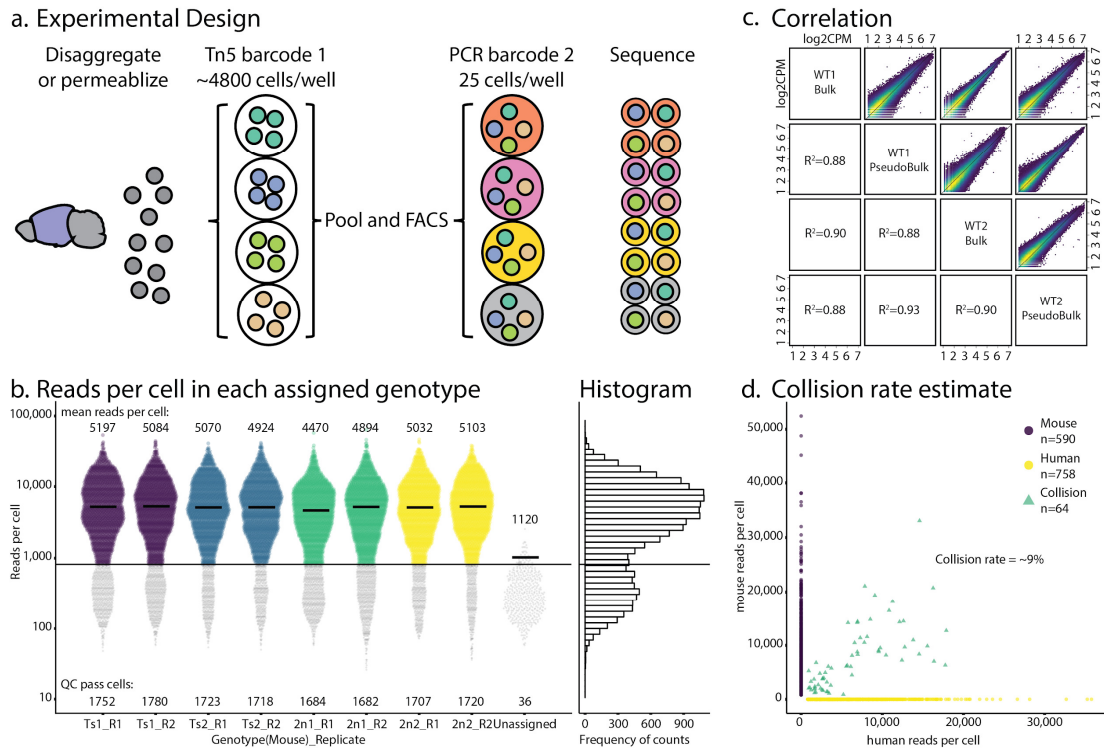 a. Experimental Design
Disaggregate
or permeablize
Tn5 barcode 1
~4800 cells/well
Pool and FACS
PCR barcode 2
25 cells/well
Sequence
c. Correlation
log2CPM
log2CPM
1 2 3 4 5 6 7
1 2 3 4 5 6 7
log2CPM
WT1
Bulk
1 2 3 4 5 6 7
1 2 3 4 5 6 7
R²=0.88
WT1
PseudoBulk
R²=0.90
R²=0.88
WT2
Bulk
1 2 3 4 5 6 7
1 2 3 4 5 6 7
R²=0.88
R²=0.93
R²=0.90
WT2
PseudoBulk
1 2 3 4 5 6 7
1 2 3 4 5 6 7
b. Reads per cell in each assigned genotype
Reads per cell
100,000
10,000
1,000
100
10
mean reads per cell:
5197 5084 5070 4924 4470 4894 5032 5103
1120
QC pass cells:
1752 1780 1723 1718 1684 1682 1707 1720 36
Ts1_R1 Ts1_R2 Ts2_R1 Ts2_R2 2n1_R1 2n1_R2 2n2_R1 2n2_R2 Unassigned
Genotype(Mouse)_Replicate
Histogram
0 300 600 900
Frequency of counts
d. Collision rate estimate
mouse reads per cell
50,000
40,000
30,000
20,000
10,000
0
Mouse
n=590
Human
n=758
Collision
n=64
Collision rate = ~9%
0 10,000 20,000 30,000
human reads per cell